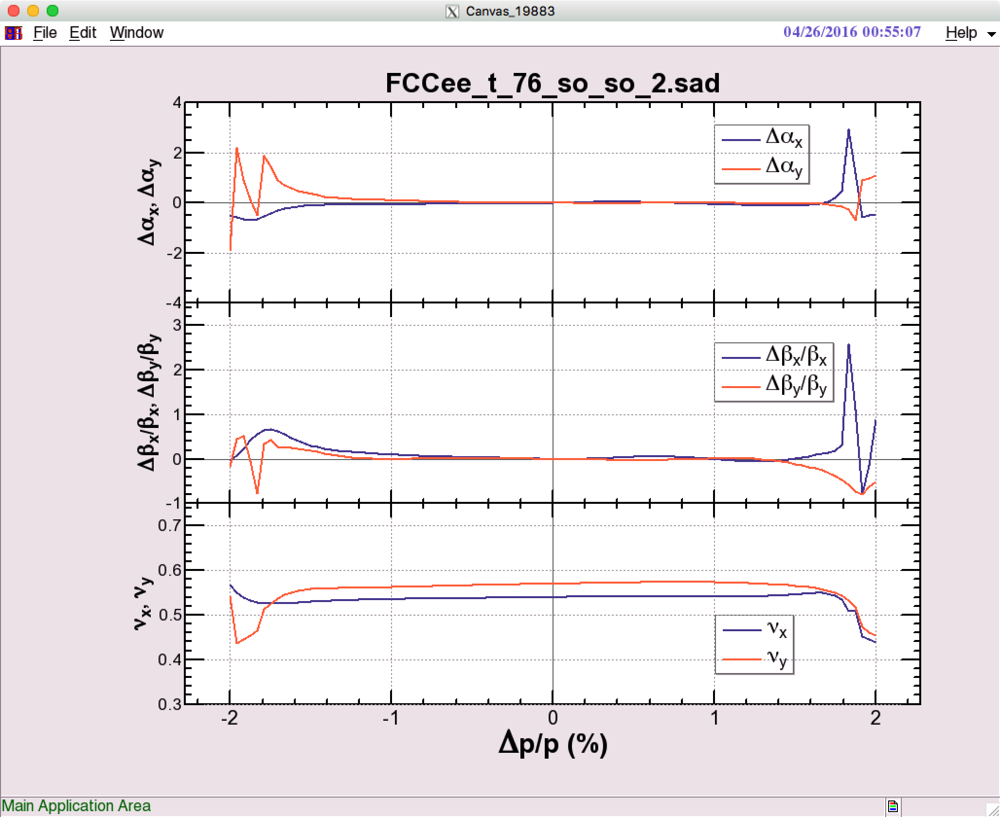 Canvas_19883
File Edit Window 04/26/2016 00:55:07 Help
FCCee_t_76_so_so_2.sad
4
2
0
-2
-4
Δαx, Δαy
Δαx
Δαy
3
2
1
0
-1
Δβx/βx, Δβy/βy
Δβx/βx
Δβy/βy
0.7
0.6
0.5
0.4
0.3
νx, νy
νx
νy
-2 -1 0 1 2
Δp/p (%)
Main Application Area